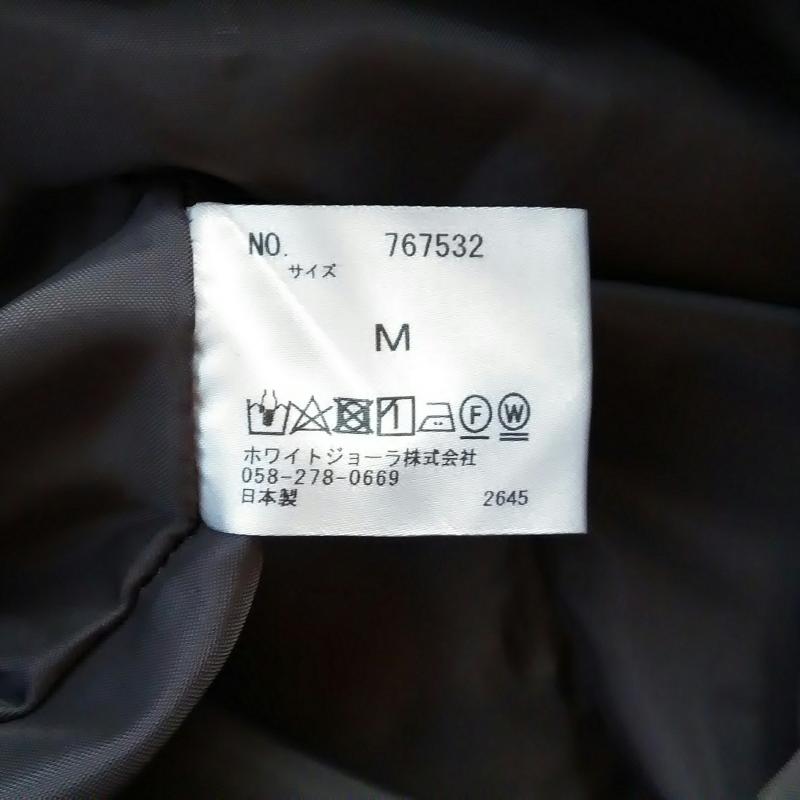 NO. 767532
サイズ
M
F W
ホワイトジョーラ株式会社
058-278-0669
日本製 2645